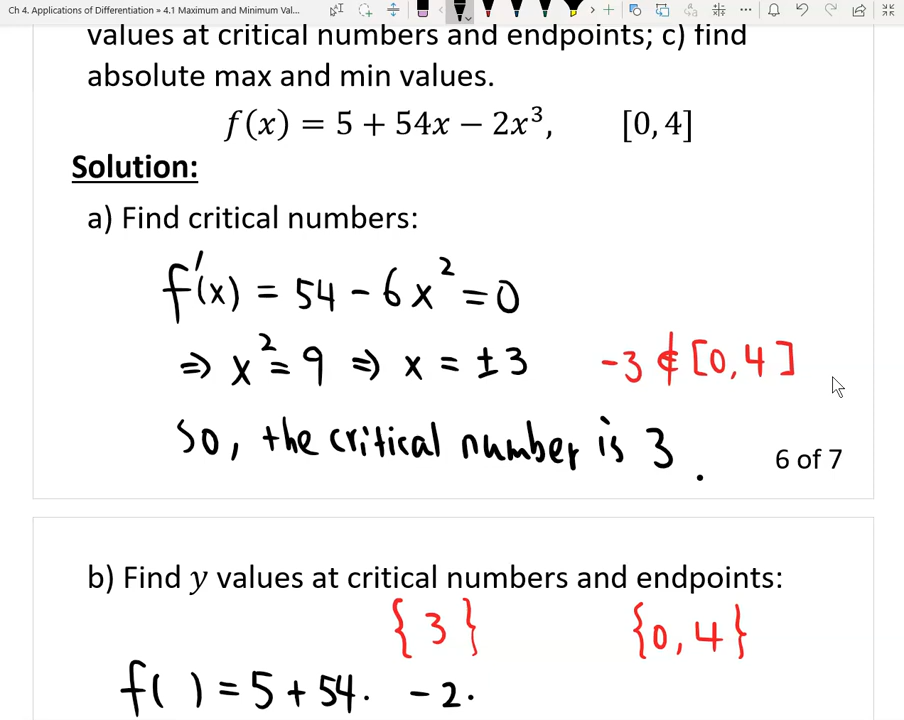 Ch 4. Applications of Differentiation » 4.1 Maximum and Minimum Val...
values at critical numbers and endpoints; c) find
absolute max and min values.
f(x) = 5 + 54x − 2x³, [0, 4]
Solution:
a) Find critical numbers:
f'(x) = 54 − 6x² = 0
⇒ x² = 9 ⇒ x = ±3 −3 ∉ [0, 4]
So, the critical number is 3.
6 of 7
b) Find y values at critical numbers and endpoints:
{3} {0, 4}
f( ) = 5 + 54· − 2·